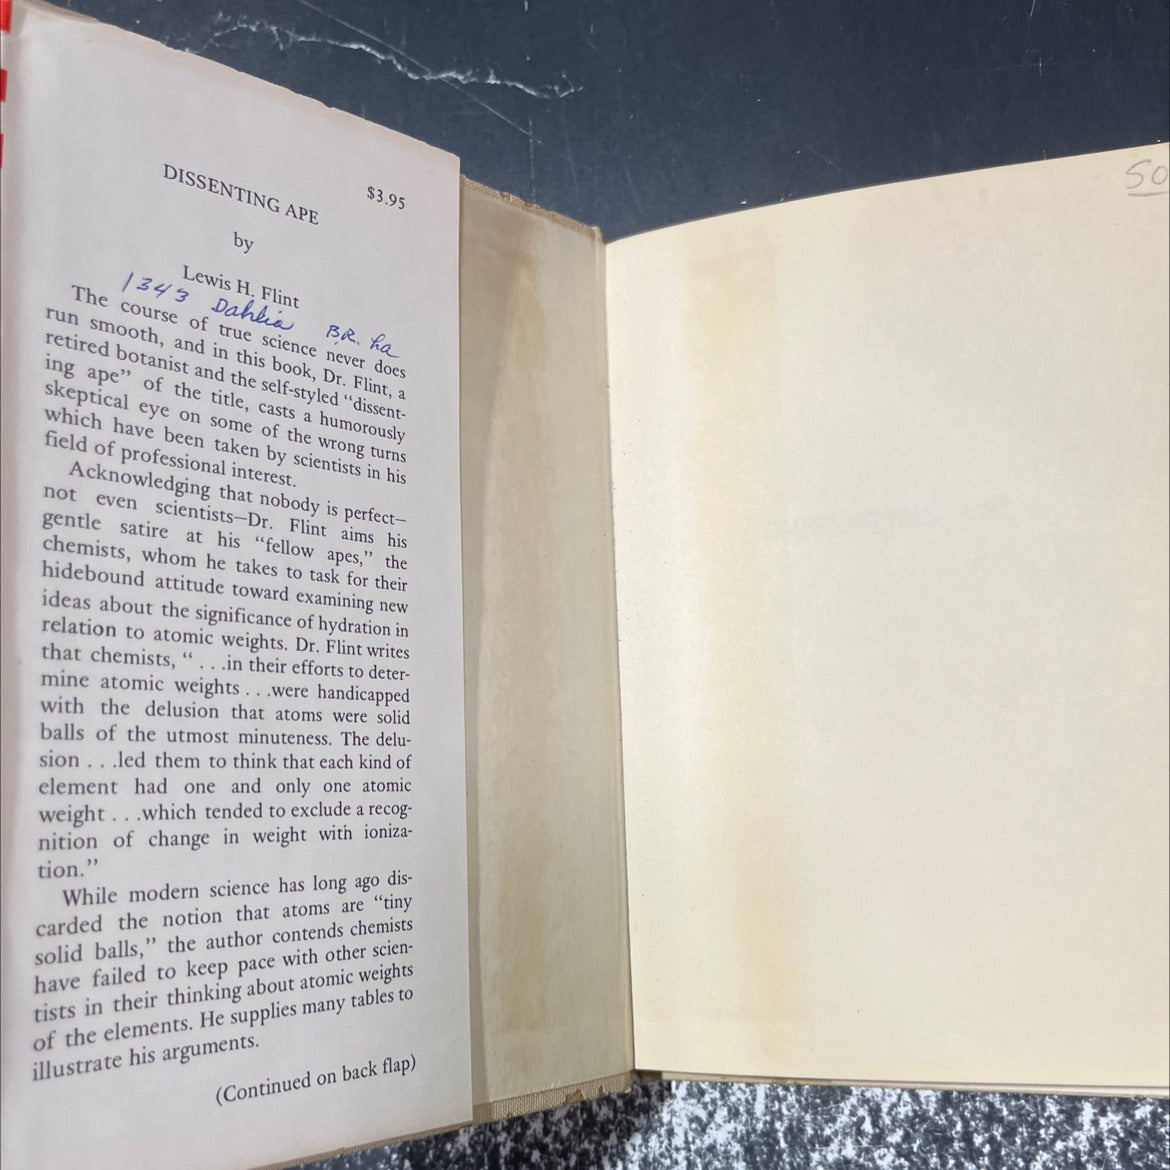 DISSENTING APE
$3.95
by
Lewis H. Flint
1343 Dahlia B.R. La
The course of true science never does
run smooth, and in this book, Dr. Flint, a
retired botanist and the self-styled “dissent-
ing ape” of the title, casts a humorously
skeptical eye on some of the wrong turns
which have been taken by scientists in his
field of professional interest.
Acknowledging that nobody is perfect—
not even scientists—Dr. Flint aims his
gentle satire at his “fellow apes,” the
chemists, whom he takes to task for their
hidebound attitude toward examining new
ideas about the significance of hydration in
relation to atomic weights. Dr. Flint writes
that chemists, “ . . .in their efforts to deter-
mine atomic weights . . .were handicapped
with the delusion that atoms were solid
balls of the utmost minuteness. The delu-
sion . . .led them to think that each kind of
element had one and only one atomic
weight . . .which tended to exclude a recog-
nition of change in weight with ioniza-
tion.”
While modern science has long ago dis-
carded the notion that atoms are “tiny
solid balls,” the author contends chemists
have failed to keep pace with other scien-
tists in their thinking about atomic weights
of the elements. He supplies many tables to
illustrate his arguments.
(Continued on back flap)
50